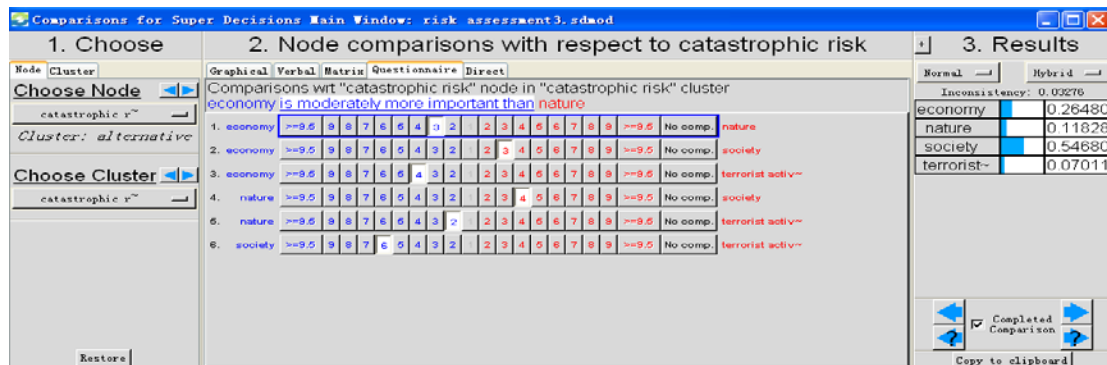 Comparisons for Super Decisions Main Window: risk assessment3.sdmod
1. Choose
Node Cluster
Choose Node
catastrophic r~
Cluster: alternative
Choose Cluster
catastrophic r~
Restore
2. Node comparisons with respect to catastrophic risk
Graphical Verbal Matrix Questionnaire Direct
Comparisons wrt "catastrophic risk" node in "catastrophic risk" cluster
economy is moderately more important than nature
1. economy >=9.5 9 8 7 6 5 4 3 2 1 2 3 4 5 6 7 8 9 >=9.5 No comp. nature
2. economy >=9.5 9 8 7 6 5 4 3 2 1 2 3 4 5 6 7 8 9 >=9.5 No comp. society
3. economy >=9.5 9 8 7 6 5 4 3 2 1 2 3 4 5 6 7 8 9 >=9.5 No comp. terrorist activ~
4. nature >=9.5 9 8 7 6 5 4 3 2 1 2 3 4 5 6 7 8 9 >=9.5 No comp. society
5. nature >=9.5 9 8 7 6 5 4 3 2 1 2 3 4 5 6 7 8 9 >=9.5 No comp. terrorist activ~
6. society >=9.5 9 8 7 6 5 4 3 2 1 2 3 4 5 6 7 8 9 >=9.5 No comp. terrorist activ~
+ 3. Results
Normal Hybrid
Inconsistency: 0.03276
economy 0.26480
nature 0.11828
society 0.54680
terrorist~ 0.07011
Completed
Comparison
? ?
Copy to clipboard